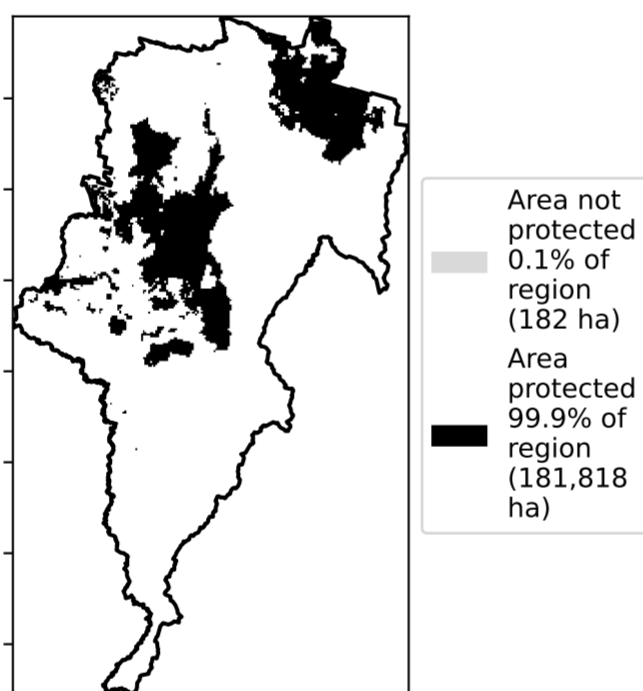 Area not
protected
0.1% of
region
(182 ha)
Area
protected
99.9% of
region
(181,818
ha)